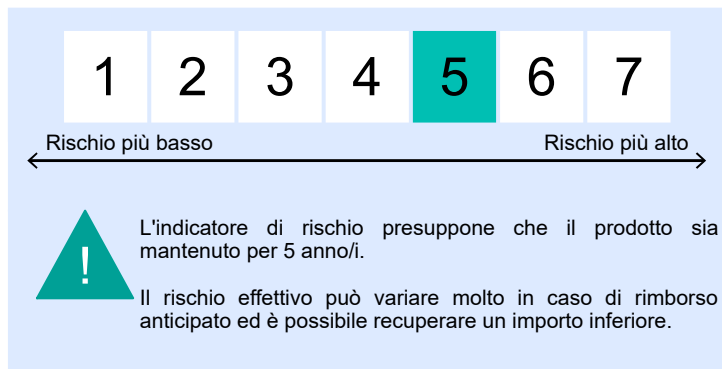 1 2 3 4 5 6 7
Rischio più basso Rischio più alto
!
L'indicatore di rischio presuppone che il prodotto sia
mantenuto per 5 anno/i.
Il rischio effettivo può variare molto in caso di rimborso
anticipato ed è possibile recuperare un importo inferiore.